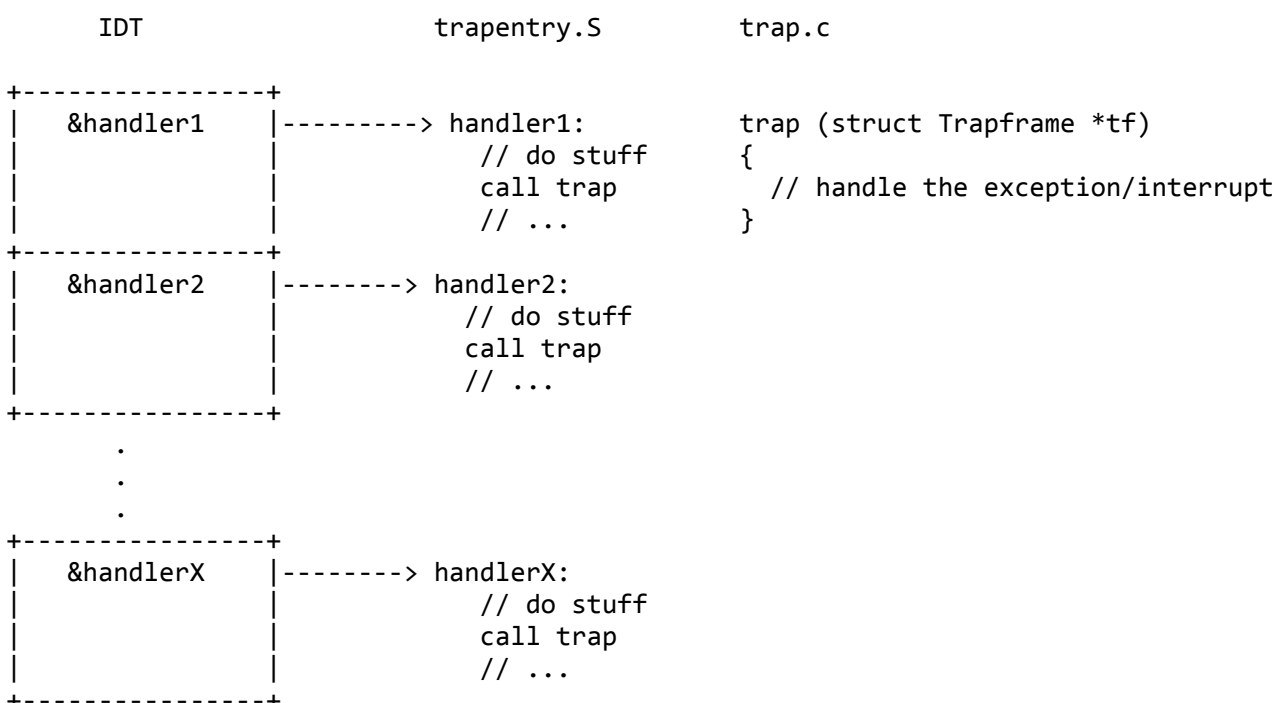 IDT trapentry.S trap.c
+----------------+
| &handler1 |---------> handler1: trap (struct Trapframe *tf)
| | // do stuff {
| | call trap // handle the exception/interrupt
| | // ... }
+----------------+
| &handler2 |--------> handler2:
| | // do stuff
| | call trap
| | // ...
+----------------+
.
.
.
+----------------+
| &handlerX |--------> handlerX:
| | // do stuff
| | call trap
| | // ...
+----------------+